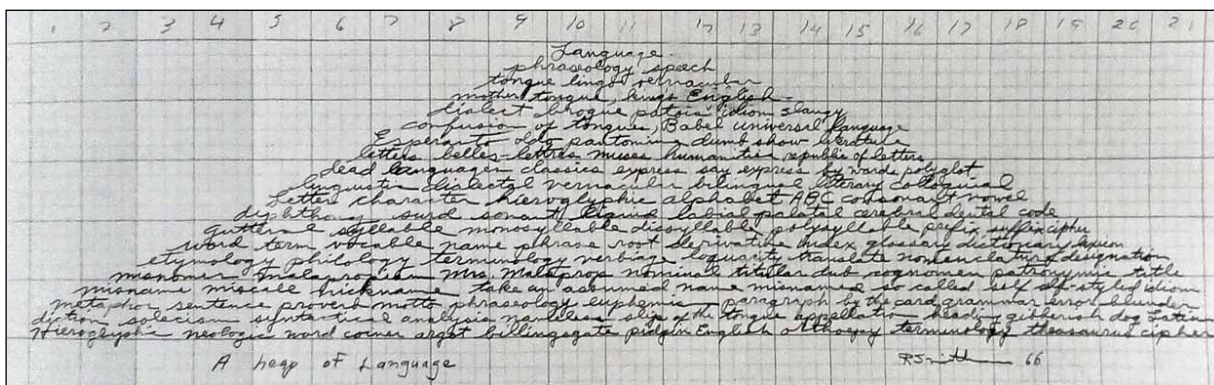 1 2 3 4 5 6 7 8 9 10 11 12 13 14 15 16 17 18 19 20 21
Language
phraseology speech
tongue lingo vernacular
mother tongue, king's English
dialect brogue patois idiom slangy
confusion of tongues, Babel universal language
Esperanto pantomime dumb show literature
letters belles-lettres muses humanities republic of letters
dead languages classics express say express by words polyglot
linguistic dialectal vernacular bilingual literary colloquial
letter character hieroglyphic alphabet ABC consonant vowel
diphthong surd sonant liquid labial palatal cerebral dental code
guttural syllable monosyllable dissyllable polysyllable prefix suffix cipher
word term vocable name phrase root derivative index glossary dictionary lexicon
etymology philology terminology verbiage loquacity translate nomenclature designation
misnomer malapropism Mrs. Malaprop nominal titular dub cognomen patronymic title
misname miscall nickname take an assumed name misnamed so called self-styled idiom
metaphor sentence proverb motto phraseology euphemism paragraph by the card grammar error blunder
diction solecism syntactical analysis nameless slip of the tongue appellation heading gibberish dog Latin
Hieroglyphic neologic word coiner argot billingsgate pidgin English orthoepy terminology thesaurus cipher
A heap of Language
RSmith 66